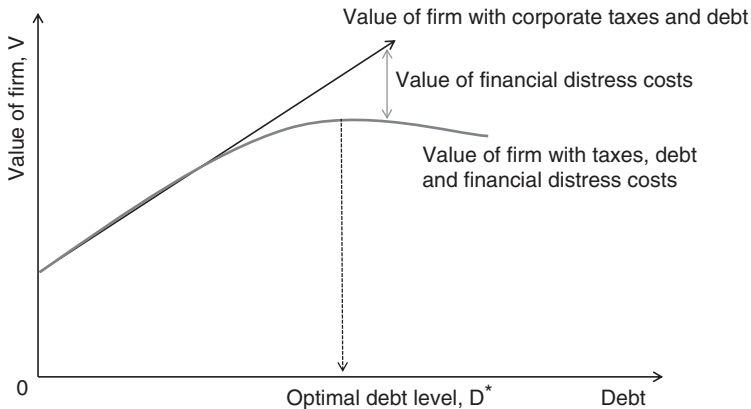 Value of firm with corporate taxes and debt
Value of firm, V
Value of financial distress costs
Value of firm with taxes, debt
and financial distress costs
0
Optimal debt level, D*
Debt